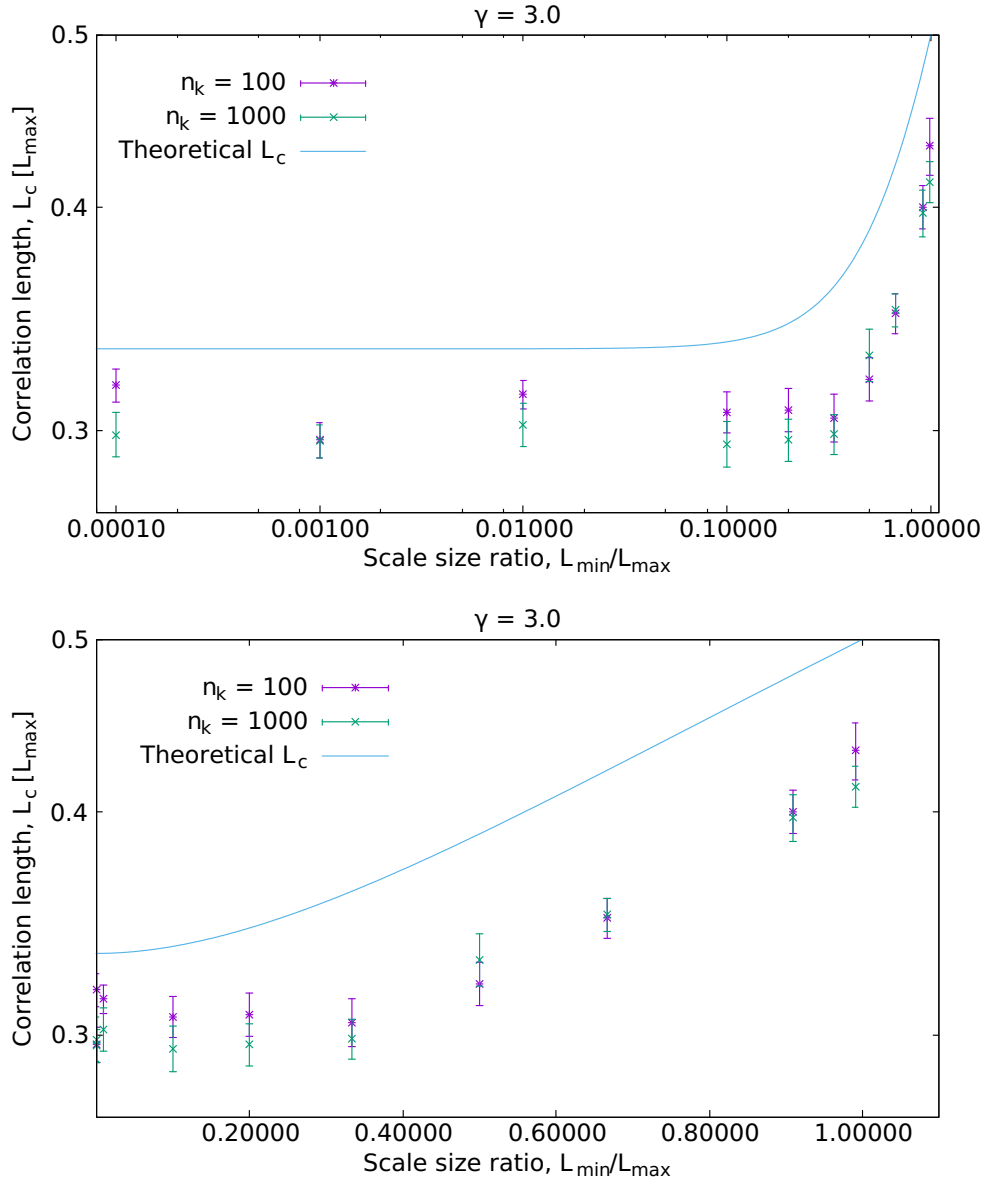 γ = 3.0
0.5
0.4
0.3
Correlation length, L_c [L_max]
n_k = 100
n_k = 1000
Theoretical L_c
0.00010 0.00100 0.01000 0.10000 1.00000
Scale size ratio, L_min/L_max
γ = 3.0
0.5
0.4
0.3
Correlation length, L_c [L_max]
n_k = 100
n_k = 1000
Theoretical L_c
0.20000 0.40000 0.60000 0.80000 1.00000
Scale size ratio, L_min/L_max